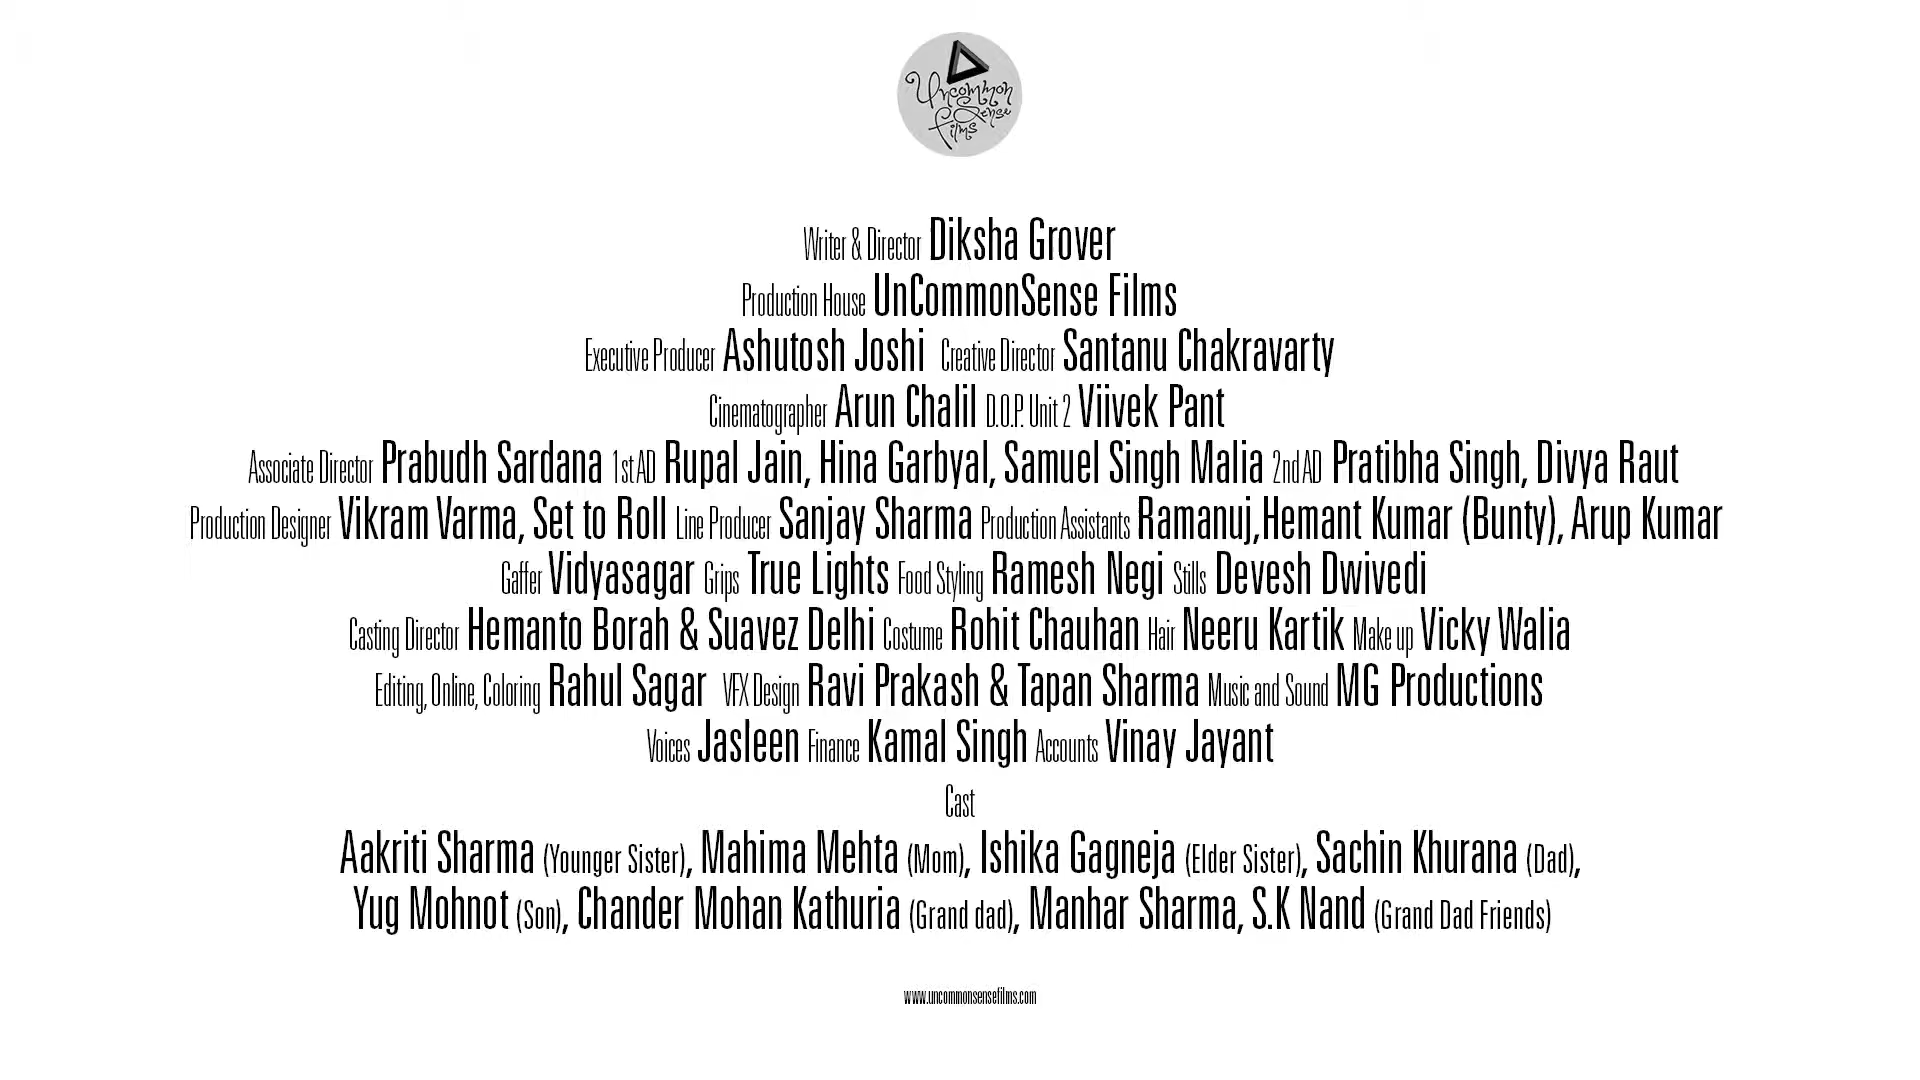 Uncommon
Sense
films
Writer & Director Diksha Grover
Production House UnCommonSense Films
Executive Producer Ashutosh Joshi Creative Director Santanu Chakravarty
Cinematographer Arun Chalil D.O.P. Unit 2 Viivek Pant
Associate Director Prabudh Sardana 1st AD Rupal Jain, Hina Garbyal, Samuel Singh Malia 2nd AD Pratibha Singh, Divya Raut
Production Designer Vikram Varma, Set to Roll Line Producer Sanjay Sharma Production Assistants Ramanuj,Hemant Kumar (Bunty), Arup Kumar
Gaffer Vidyasagar Grips True Lights Food Styling Ramesh Negi Stills Devesh Dwivedi
Casting Director Hemanto Borah & Suavez Delhi Costume Rohit Chauhan Hair Neeru Kartik Make up Vicky Walia
Editing, Online, Coloring Rahul Sagar VFX Design Ravi Prakash & Tapan Sharma Music and Sound MG Productions
Voices Jasleen Finance Kamal Singh Accounts Vinay Jayant
Cast
Aakriti Sharma (Younger Sister), Mahima Mehta (Mom), Ishika Gagneja (Elder Sister), Sachin Khurana (Dad),
Yug Mohnot (Son), Chander Mohan Kathuria (Grand dad), Manhar Sharma, S.K Nand (Grand Dad Friends)
www.uncommonsensefilms.com